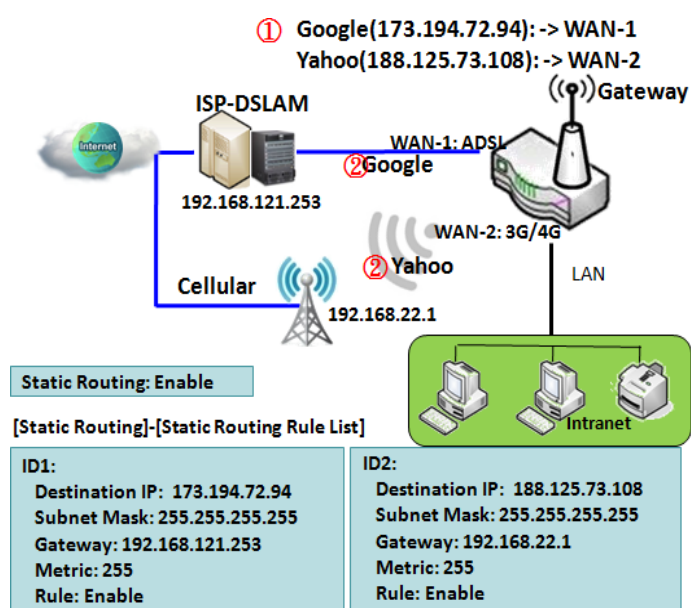 ① Google(173.194.72.94): -> WAN-1
Yahoo(188.125.73.108): -> WAN-2
Gateway
ISP-DSLAM
Internet
WAN-1: ADSL
② Google
192.168.121.253
WAN-2: 3G/4G
② Yahoo
LAN
Cellular
192.168.22.1
Static Routing: Enable
Intranet
[Static Routing]-[Static Routing Rule List]
ID1:
Destination IP: 173.194.72.94
Subnet Mask: 255.255.255.255
Gateway: 192.168.121.253
Metric: 255
Rule: Enable
ID2:
Destination IP: 188.125.73.108
Subnet Mask: 255.255.255.255
Gateway: 192.168.22.1
Metric: 255
Rule: Enable